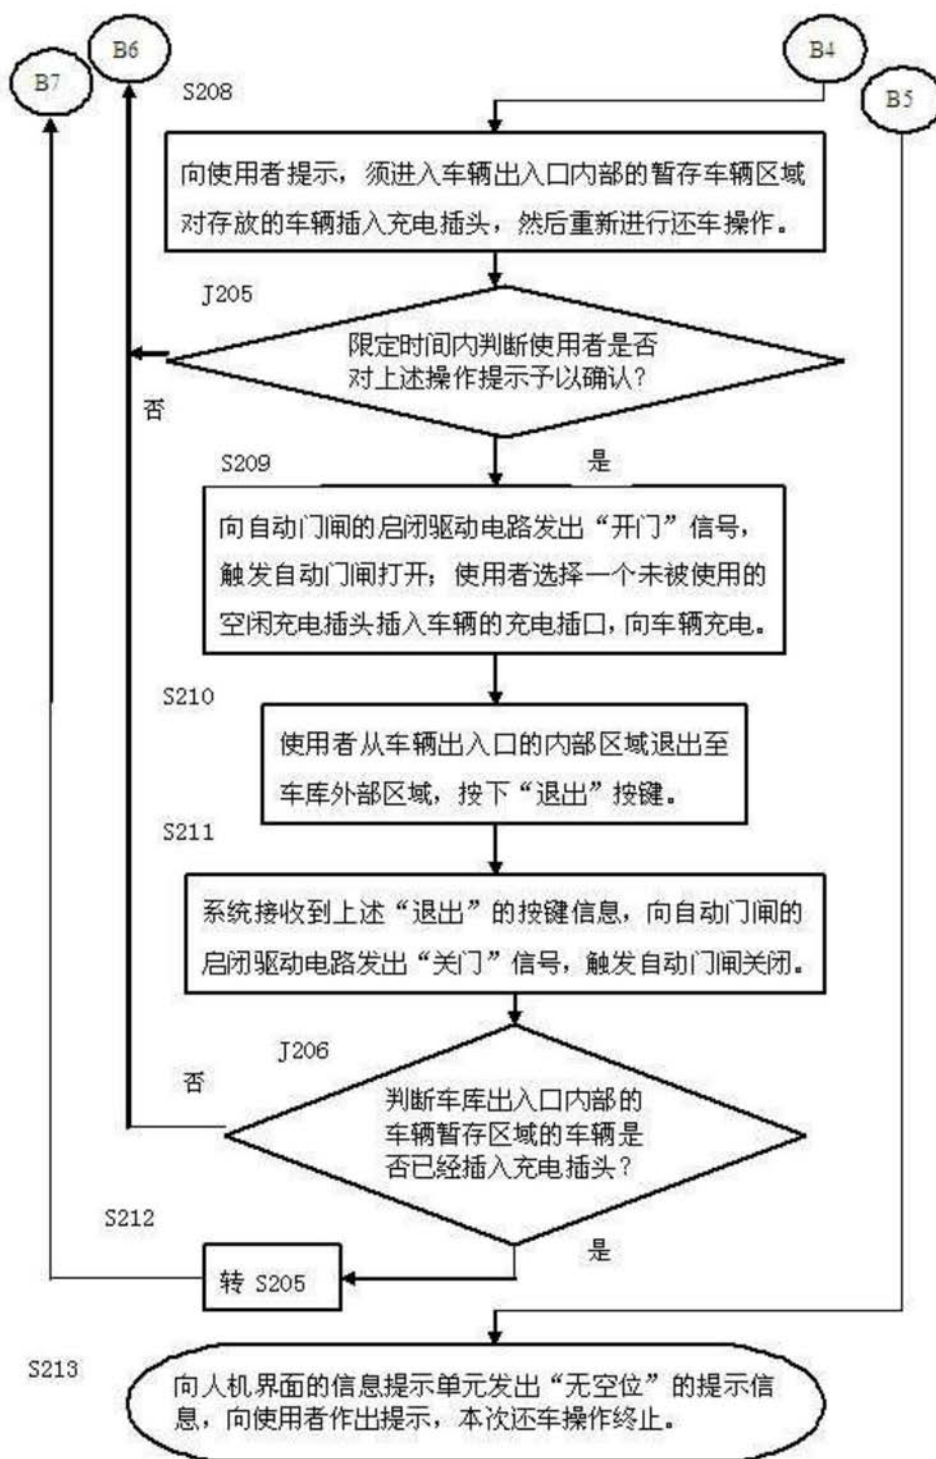 B6
B4
B7
B5
S208
向使用者提示，须进入车辆出入口内部的暂存车辆区域
对存放的车辆插入充电插头，然后重新进行还车操作。
J205
限定时间内判断使用者是否
对上述操作提示予以确认？
否
S209
是
向自动门闸的启闭驱动电路发出“开门”信号，
触发自动门闸打开；使用者选择一个未被使用的
空闲充电插头插入车辆的充电插口，向车辆充电。
S210
使用者从车辆出入口的内部区域退出至
车库外部区域，按下“退出”按键。
S211
系统接收到上述“退出”的按键信息，向自动门闸的
启闭驱动电路发出“关门”信号，触发自动门闸关闭。
J206
否
判断车库出入口内部的
车辆暂存区域的车辆是
否已经插入充电插头？
S212
是
转 S205
S213
向人机界面的信息提示单元发出“无空位”的提示信
息，向使用者作出提示，本次还车操作终止。